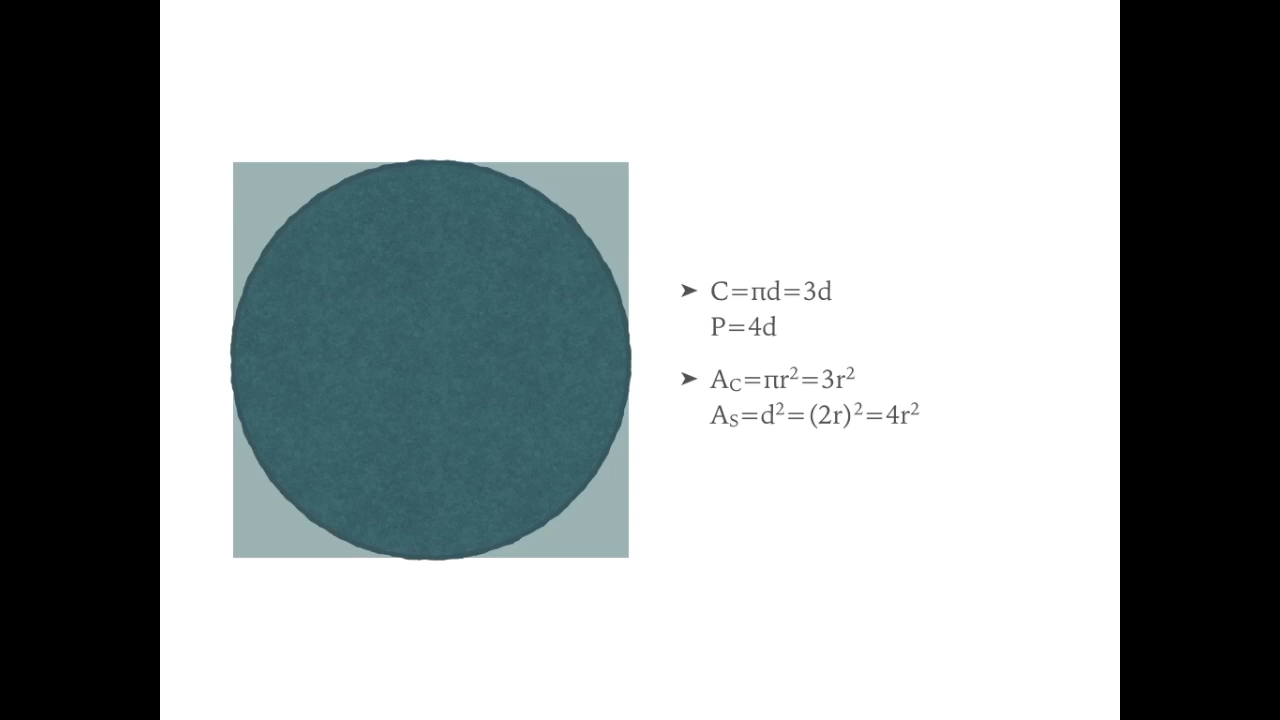 ➤ C=πd=3d
P=4d
➤ A_C=πr²=3r²
A_S=d²=(2r)²=4r²